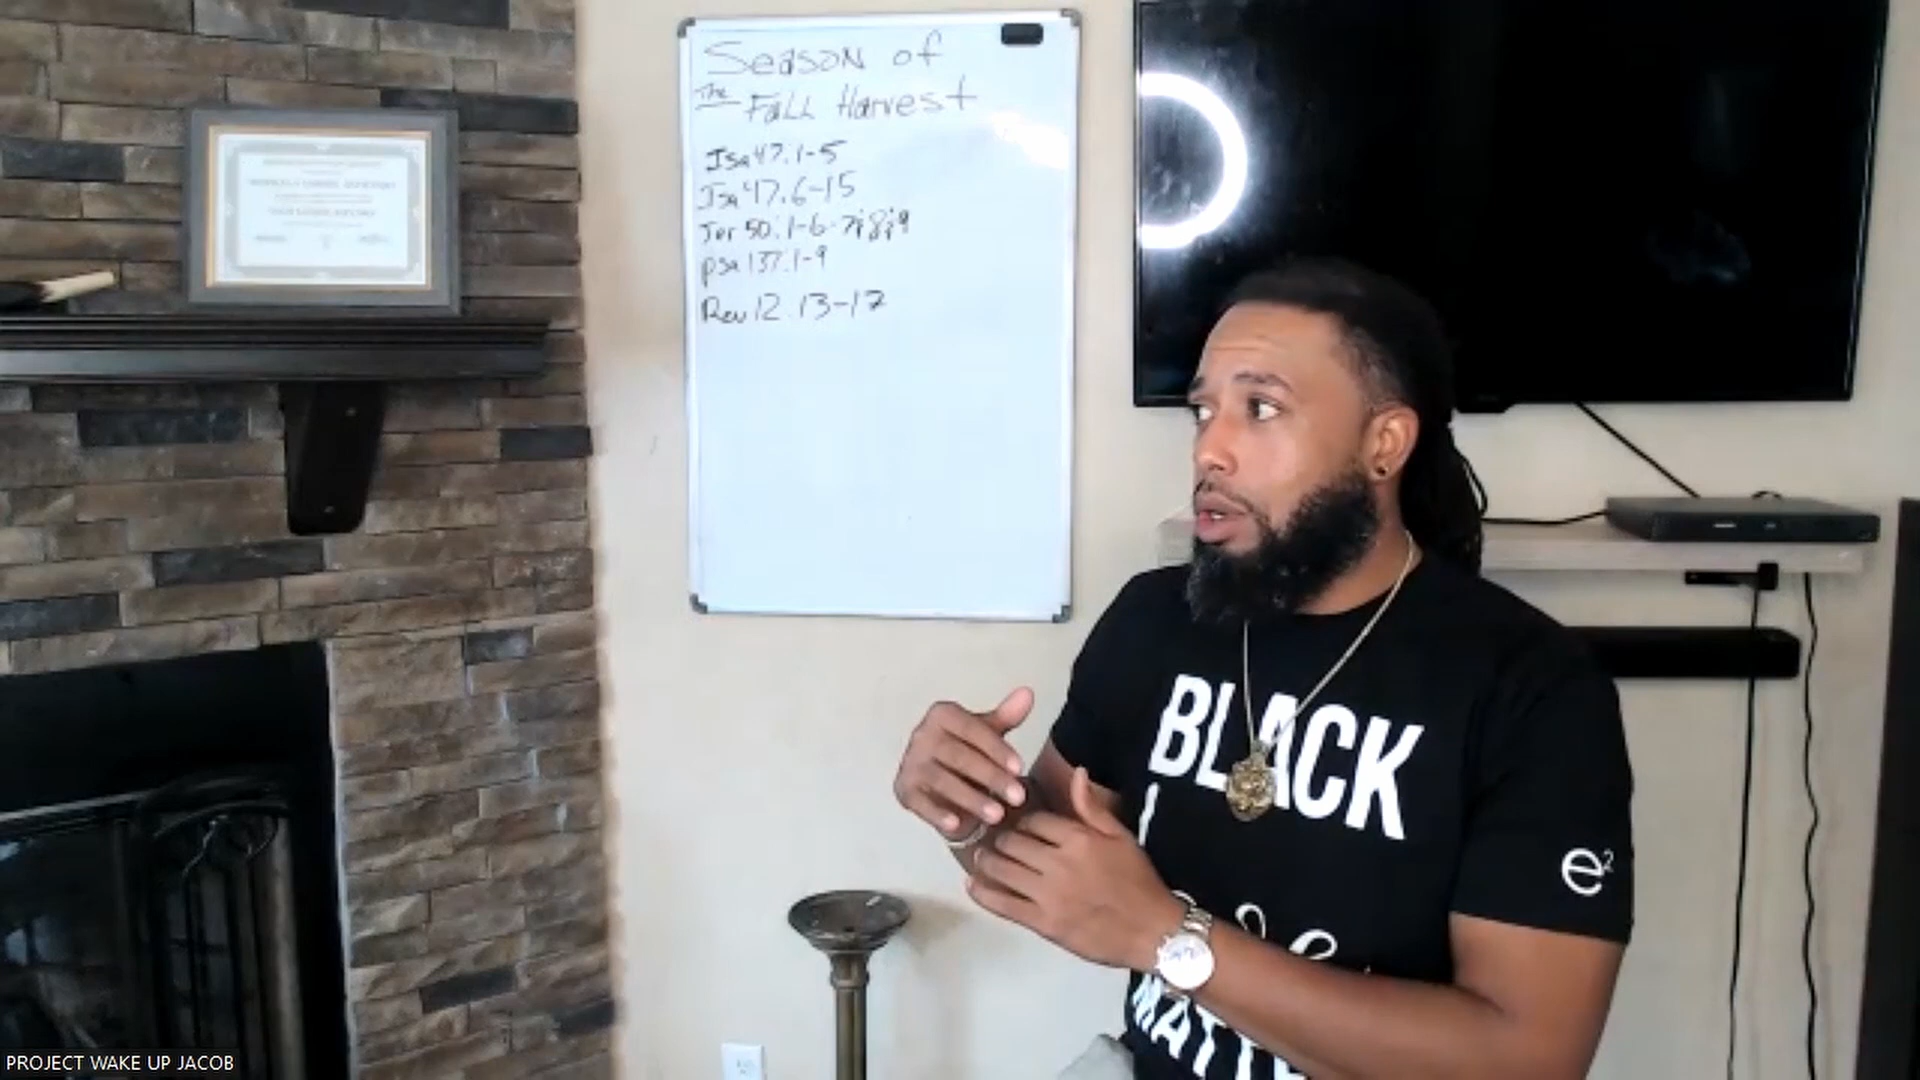 Season of
The Fall Harvest
Isa 47.1-5
Isa 47.6-15
Jer 50:1-6-7;8;9
psa 137.1-9
Rev 12.13-17
BLACK
MATTE
e²
PROJECT WAKE UP JACOB